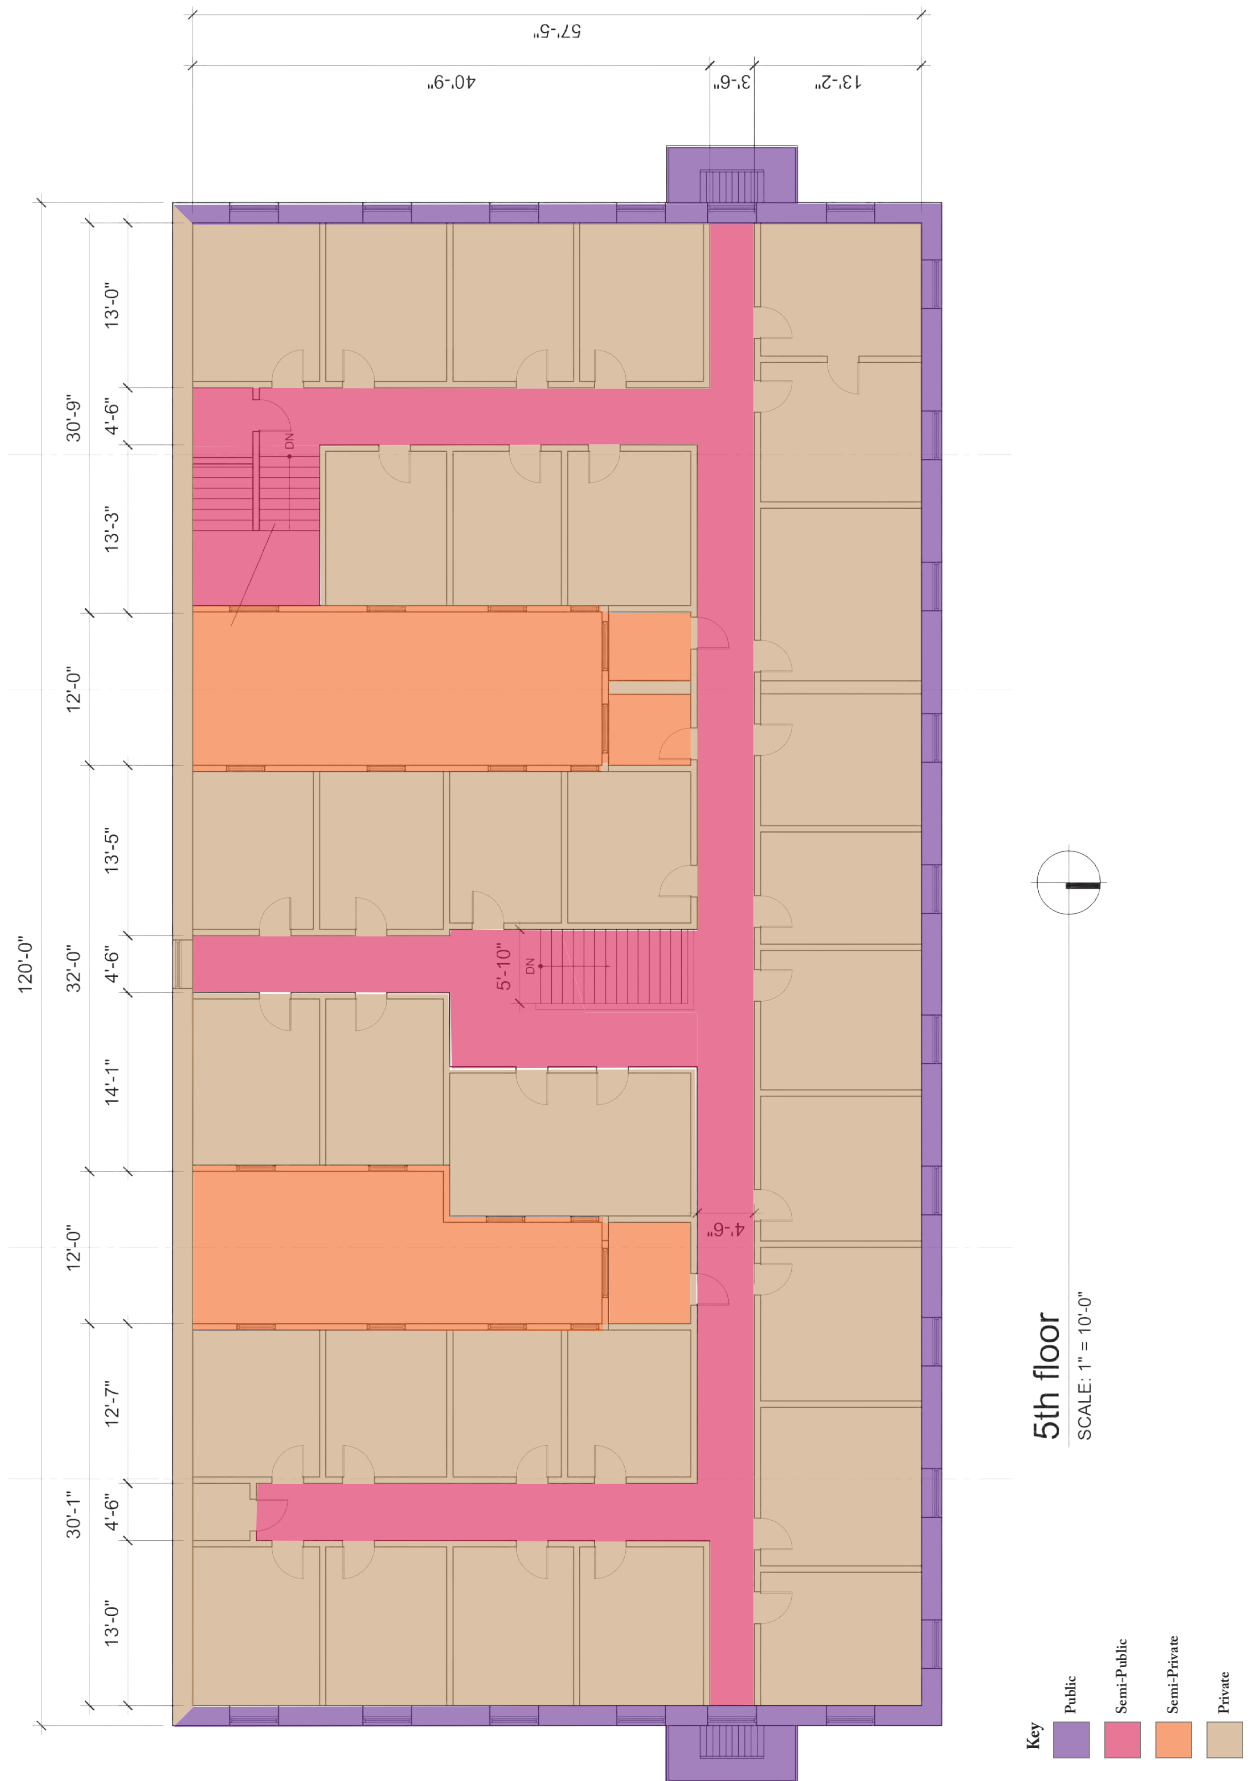 120'-0"
30'-1"
12'-0"
32'-0"
12'-0"
30'-9"
13'-0"
4'-6"
12'-7"
14'-1"
4'-6"
13'-5"
13'-3"
4'-6"
13'-0"
57'-5"
40'-9"
3'-6"
13'-2"
DN
5'-10"
DN
4'-6"
5th floor
SCALE: 1" = 10'-0"
Key
Public
Semi-Public
Semi-Private
Private